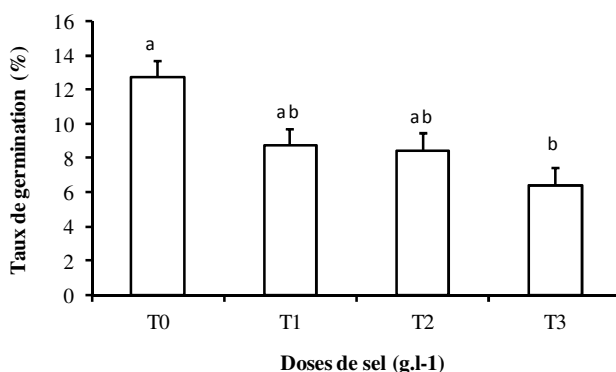 Taux de germination (%)
16
14
12
10
8
6
4
2
0
a
ab
ab
b
T0
T1
T2
T3
Doses de sel (g.l-1)